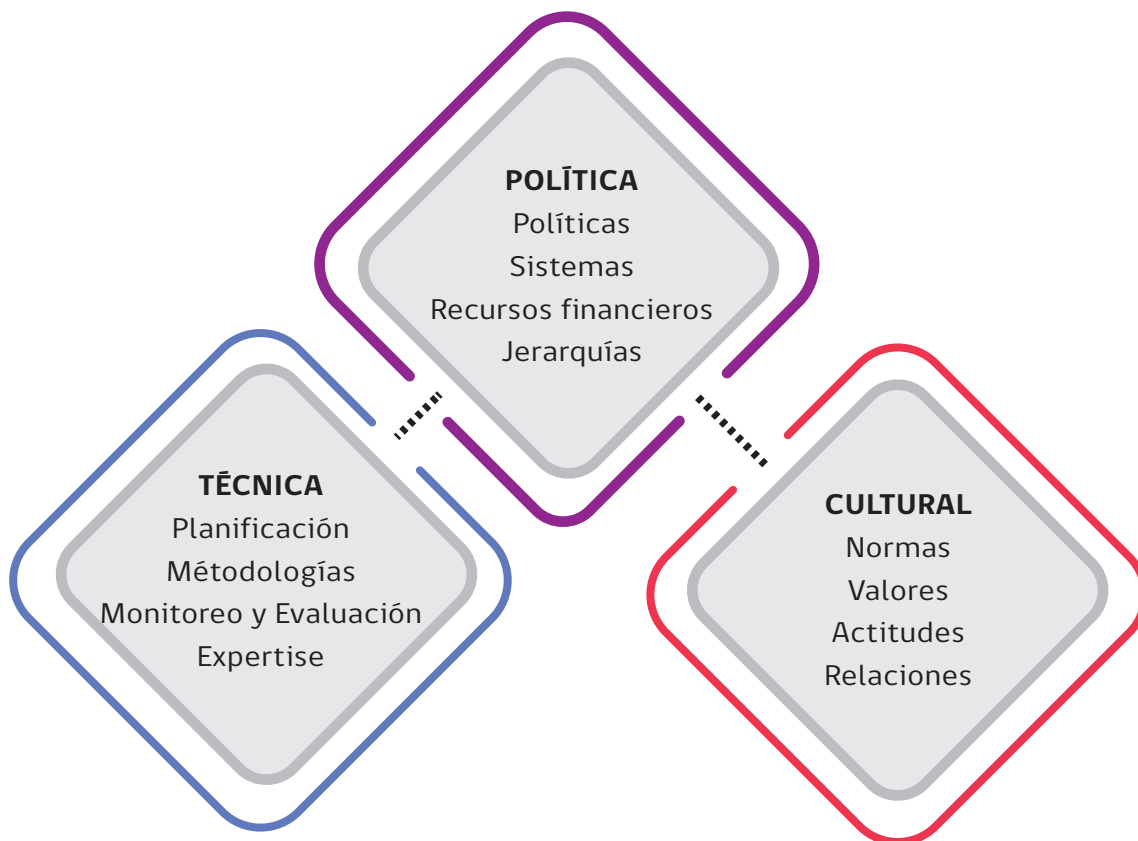 POLÍTICA
Políticas
Sistemas
Recursos financieros
Jerarquías
TÉCNICA
Planificación
Métodologías
Monitoreo y Evaluación
Expertise
CULTURAL
Normas
Valores
Actitudes
Relaciones